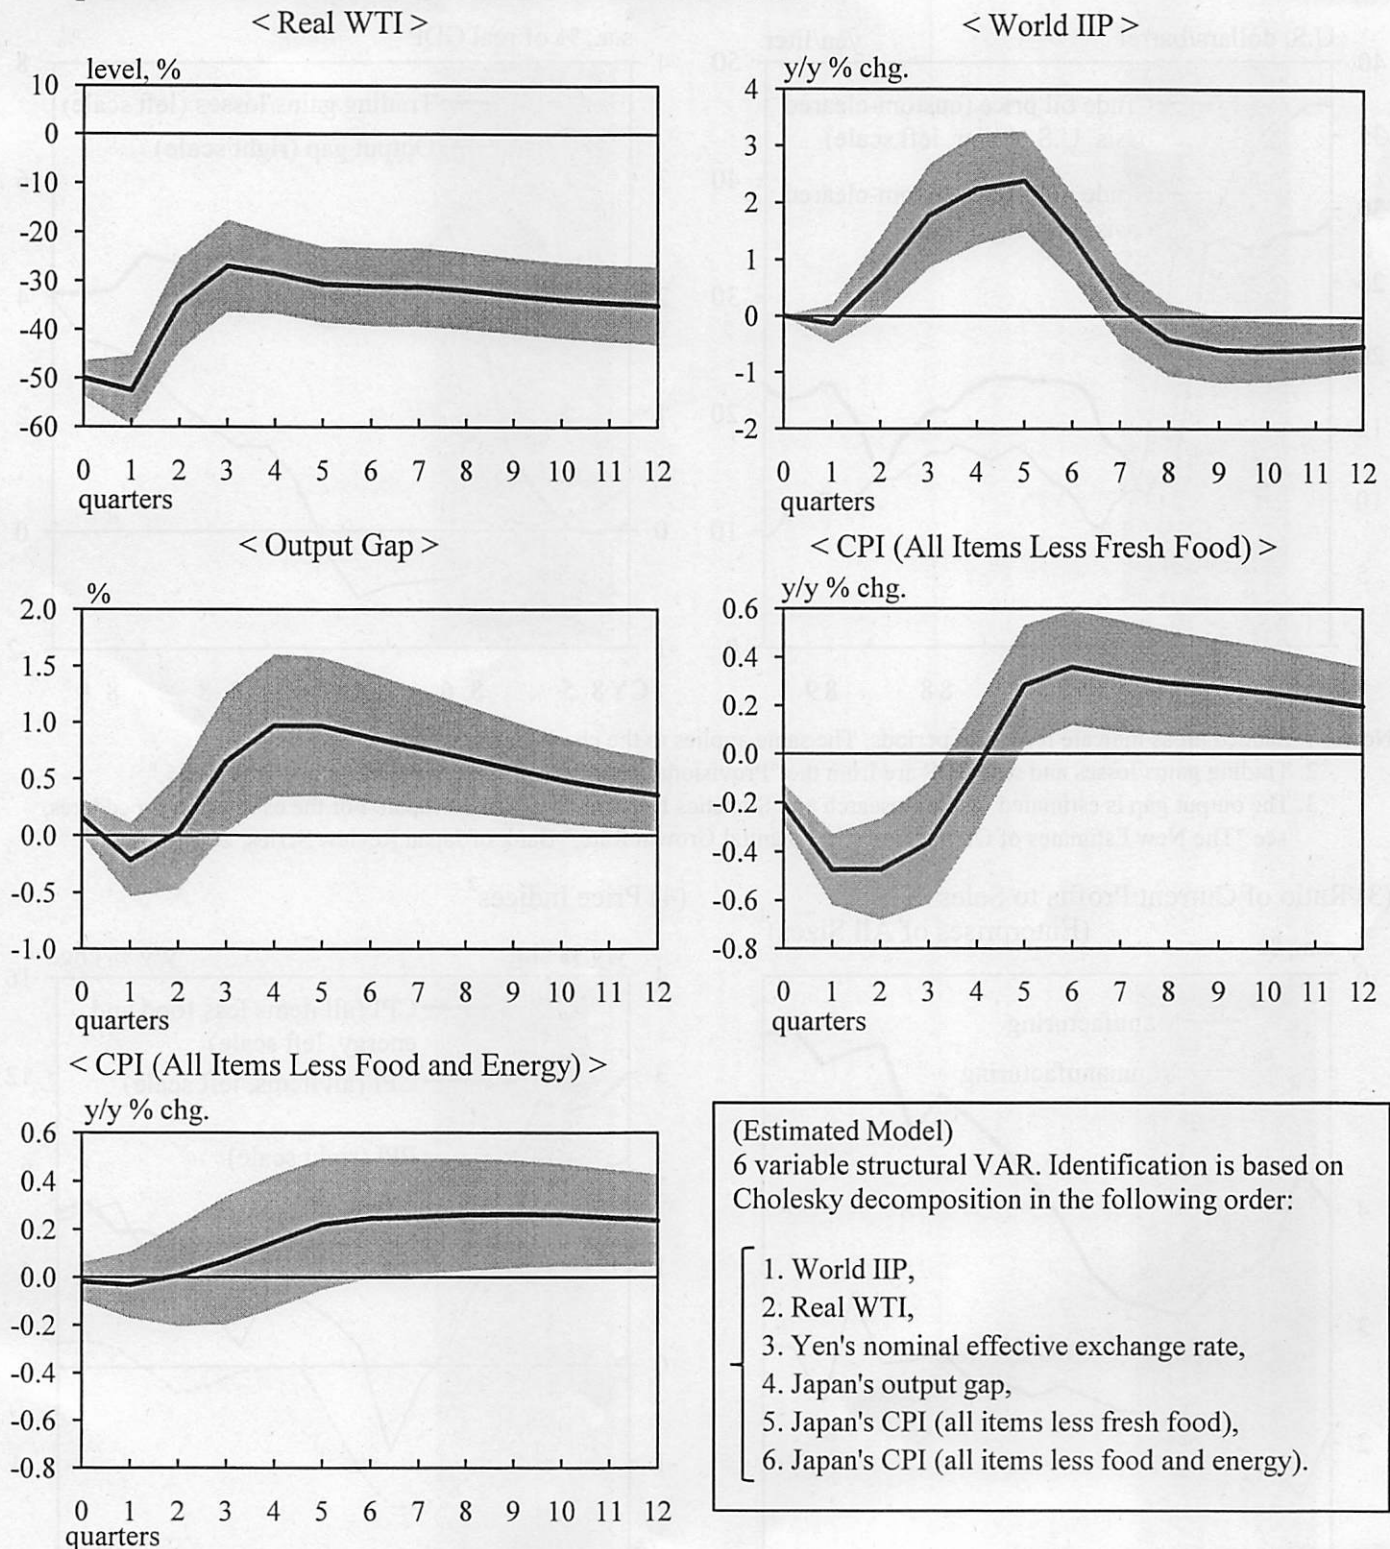 < Real WTI >
level, %
10
0
-10
-20
-30
-40
-50
-60
0 1 2 3 4 5 6 7 8 9 10 11 12
quarters
< World IIP >
y/y % chg.
4
3
2
1
0
-1
-2
0 1 2 3 4 5 6 7 8 9 10 11 12
quarters
< Output Gap >
%
2.0
1.5
1.0
0.5
0.0
-0.5
-1.0
0 1 2 3 4 5 6 7 8 9 10 11 12
quarters
< CPI (All Items Less Fresh Food) >
y/y % chg.
0.6
0.4
0.2
0.0
-0.2
-0.4
-0.6
-0.8
0 1 2 3 4 5 6 7 8 9 10 11 12
quarters
< CPI (All Items Less Food and Energy) >
y/y % chg.
0.6
0.4
0.2
0.0
-0.2
-0.4
-0.6
-0.8
0 1 2 3 4 5 6 7 8 9 10 11 12
quarters
(Estimated Model)
6 variable structural VAR. Identification is based on
Cholesky decomposition in the following order:
1. World IIP,
2. Real WTI,
3. Yen's nominal effective exchange rate,
4. Japan's output gap,
5. Japan's CPI (all items less fresh food),
6. Japan's CPI (all items less food and energy).